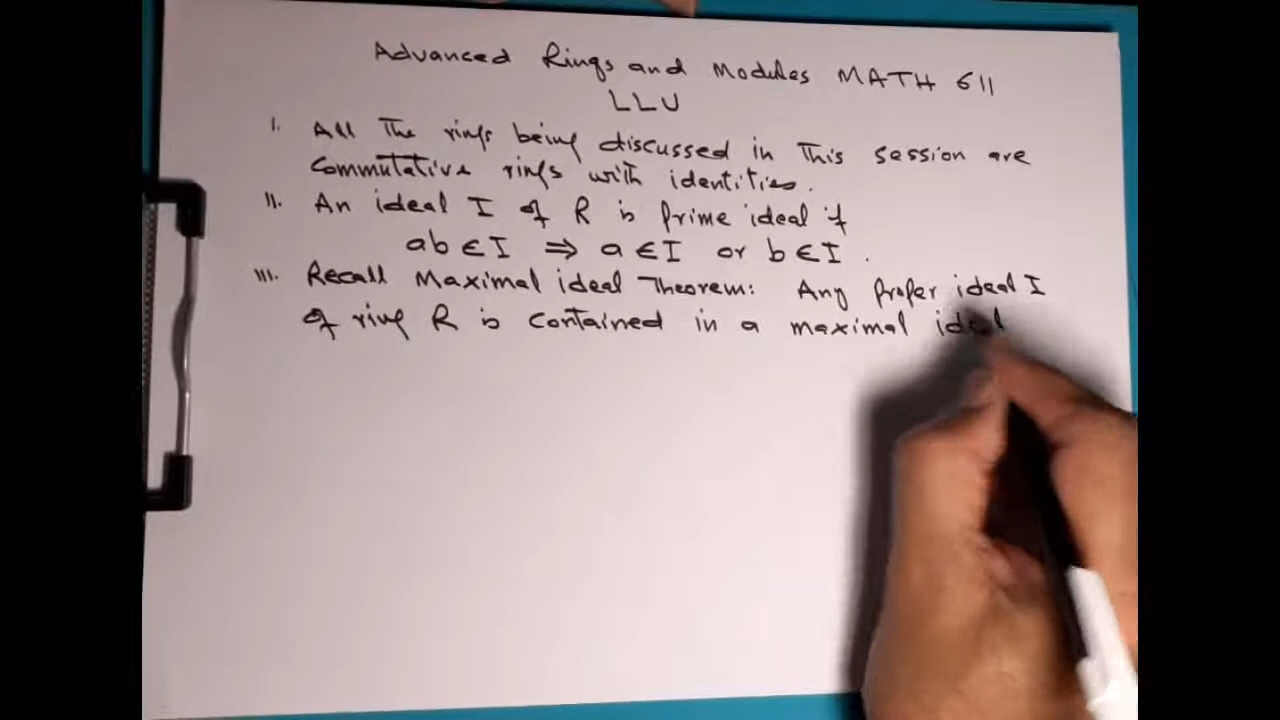 Advanced Rings and Modules MATH 611
LLU
I. All The rings being discussed in This session are
commutative rings with identities.
II. An ideal I of R is Prime ideal if
ab ∈ I ⇒ a ∈ I or b ∈ I.
III. Recall Maximal ideal Theorem: Any Proper ideal I
of ring R is contained in a maximal ideal